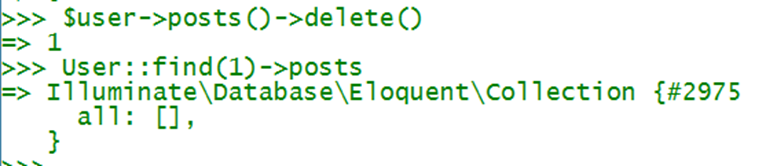 >>> $user->posts()->delete()
=> 1
>>> User::find(1)->posts
=> Illuminate\Database\Eloquent\Collection {#2975
all: [],
}
>>>